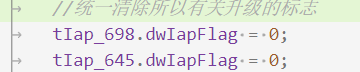 //统一清除所以有关升级的标志
tIap_698.dwIapFlag = 0;
tIap_645.dwIapFlag = 0;